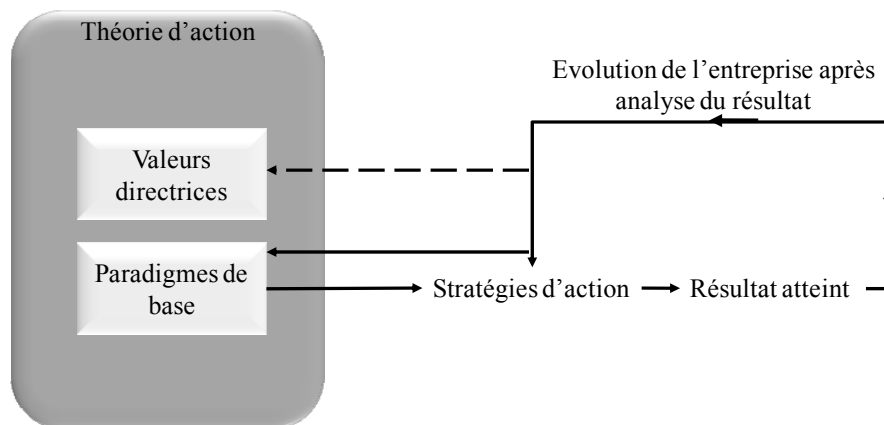 Théorie d’action
Evolution de l’entreprise après
analyse du résultat
Valeurs
directrices
Paradigmes de
base
Stratégies d’action
Résultat atteint